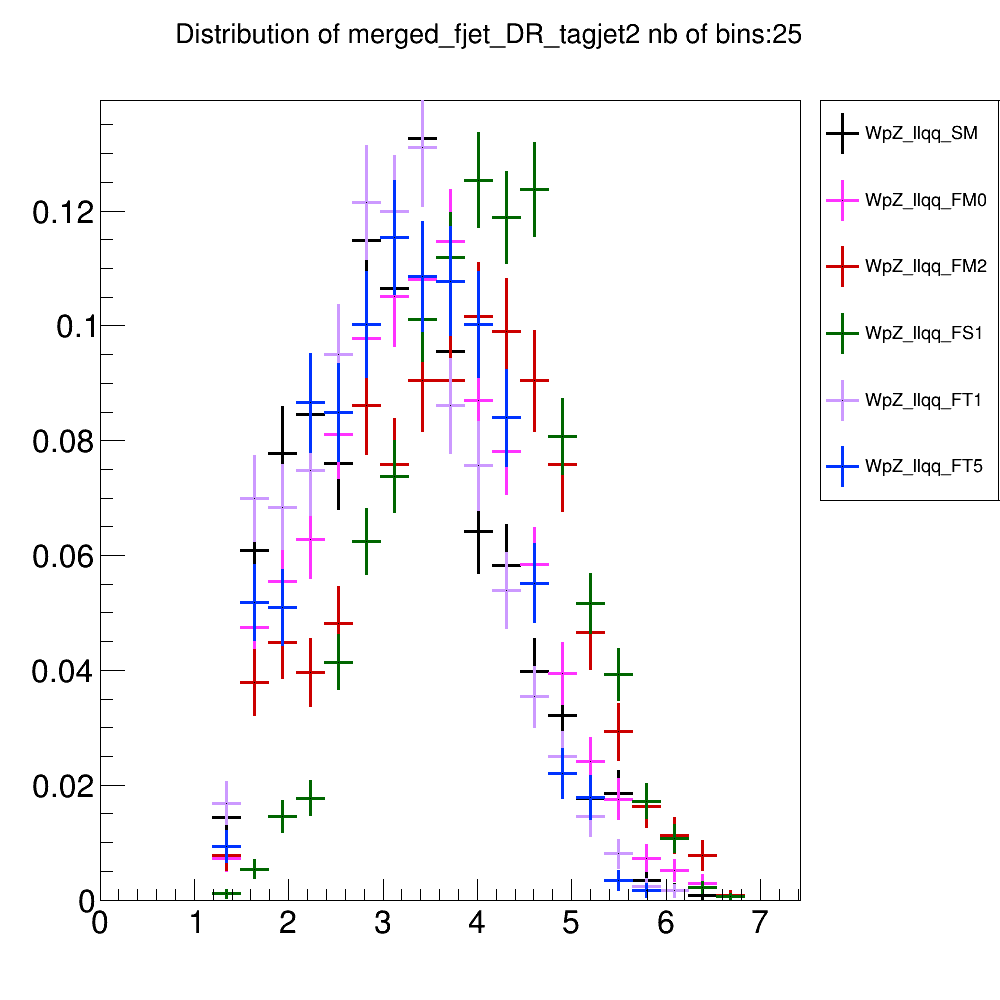 Distribution of merged_fjet_DR_tagjet2 nb of bins:25
WpZ_llqq_SM
WpZ_llqq_FM0
WpZ_llqq_FM2
WpZ_llqq_FS1
WpZ_llqq_FT1
WpZ_llqq_FT5
0.12
0.1
0.08
0.06
0.04
0.02
0
0 1 2 3 4 5 6 7